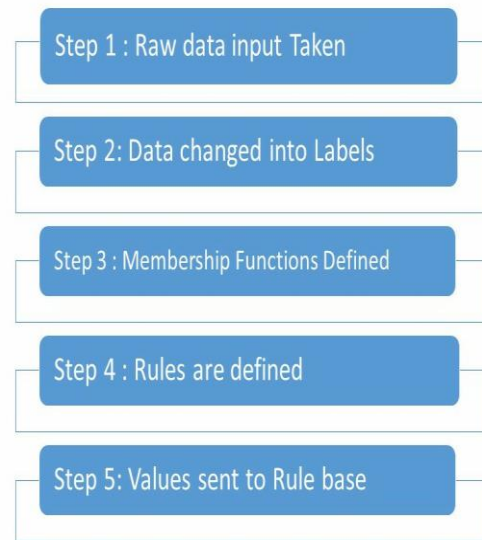 Step 1 : Raw data input Taken
Step 2: Data changed into Labels
Step 3 : Membership Functions Defined
Step 4 : Rules are defined
Step 5: Values sent to Rule base